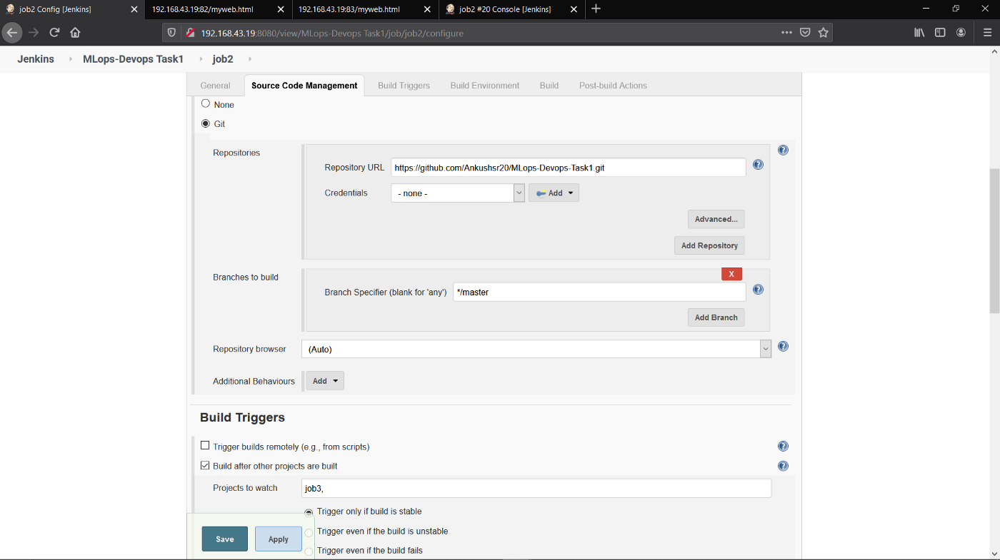 job2 Config [Jenkins]
192.168.43.19:82/myweb.html
192.168.43.19:83/myweb.html
job2 #20 Console [Jenkins]
192.168.43.19:8080/view/MLops-Devops Task1/job/job2/configure
Jenkins
MLops-Devops Task1
job2
General
Source Code Management
Build Triggers
Build Environment
Build
Post-build Actions
None
Git
Repositories
Repository URL
https://github.com/Ankushsr20/MLops-Devops-Task1.git
Credentials
- none -
Add
Advanced...
Add Repository
Branches to build
X
Branch Specifier (blank for 'any')
*/master
Add Branch
Repository browser
(Auto)
Additional Behaviours
Add
Build Triggers
Trigger builds remotely (e.g., from scripts)
Build after other projects are built
Projects to watch
job3,
Trigger only if build is stable
Trigger even if the build is unstable
Trigger even if the build fails
Save
Apply